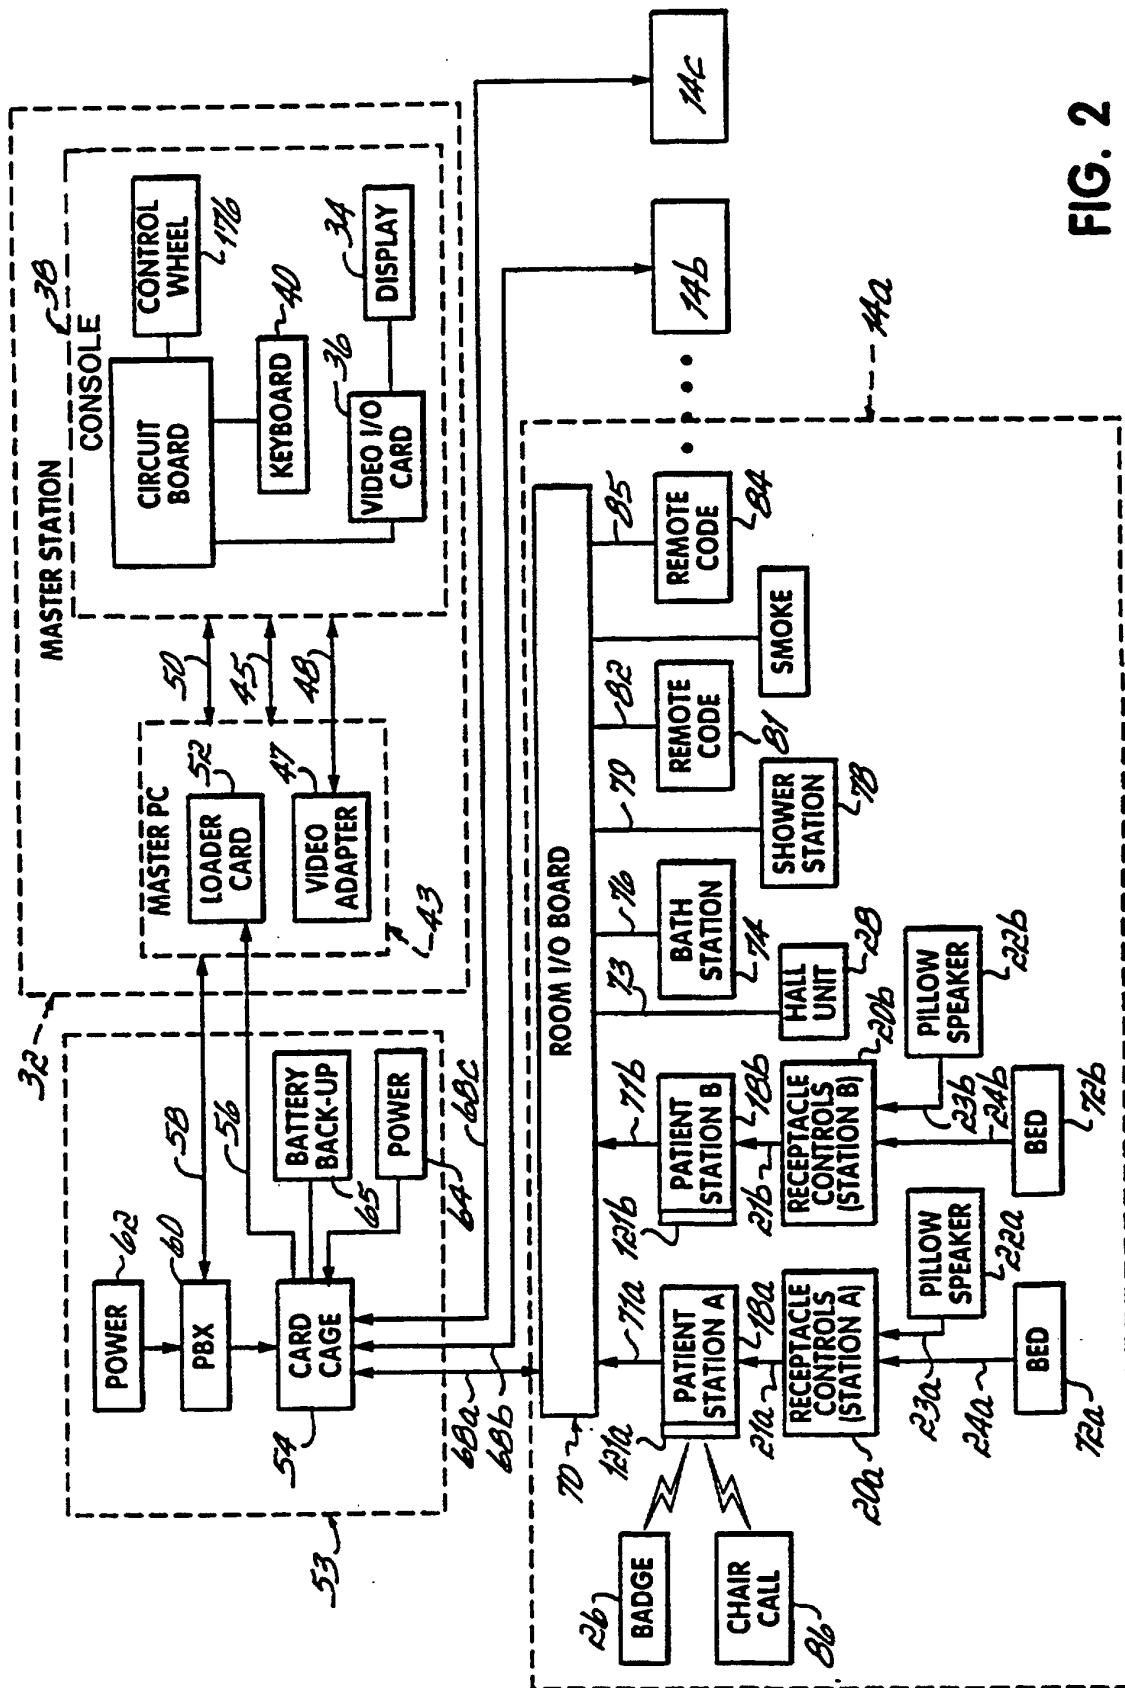 MASTER STATION
38
CONSOLE
CIRCUIT
BOARD
CONTROL
WHEEL
176
KEYBOARD
40
VIDEO I/O
CARD
36
DISPLAY
34
50
45
48
MASTER PC
LOADER
CARD
52
VIDEO
ADAPTER
47
43
32
58
56
POWER
62
PBX
60
CARD
CAGE
54
BATTERY
BACK-UP
65
POWER
64
53
68a
68b
68c
14c
14b
14a
ROOM I/O BOARD
70
71a
71b
73
76
79
82
85
PATIENT
STATION A
121a
18a
PATIENT
STATION B
121b
18b
HALL
UNIT
28
BATH
STATION
74
SHOWER
STATION
78
REMOTE
CODE
81
SMOKE
REMOTE
CODE
84
BADGE
26
CHAIR
CALL
86
21a
RECEPTACLE
CONTROLS
(STATION A)
20a
21b
RECEPTACLE
CONTROLS
(STATION B)
20b
23a
24a
PILLOW
SPEAKER
22a
BED
72a
23b
24b
PILLOW
SPEAKER
22b
BED
72b
FIG. 2